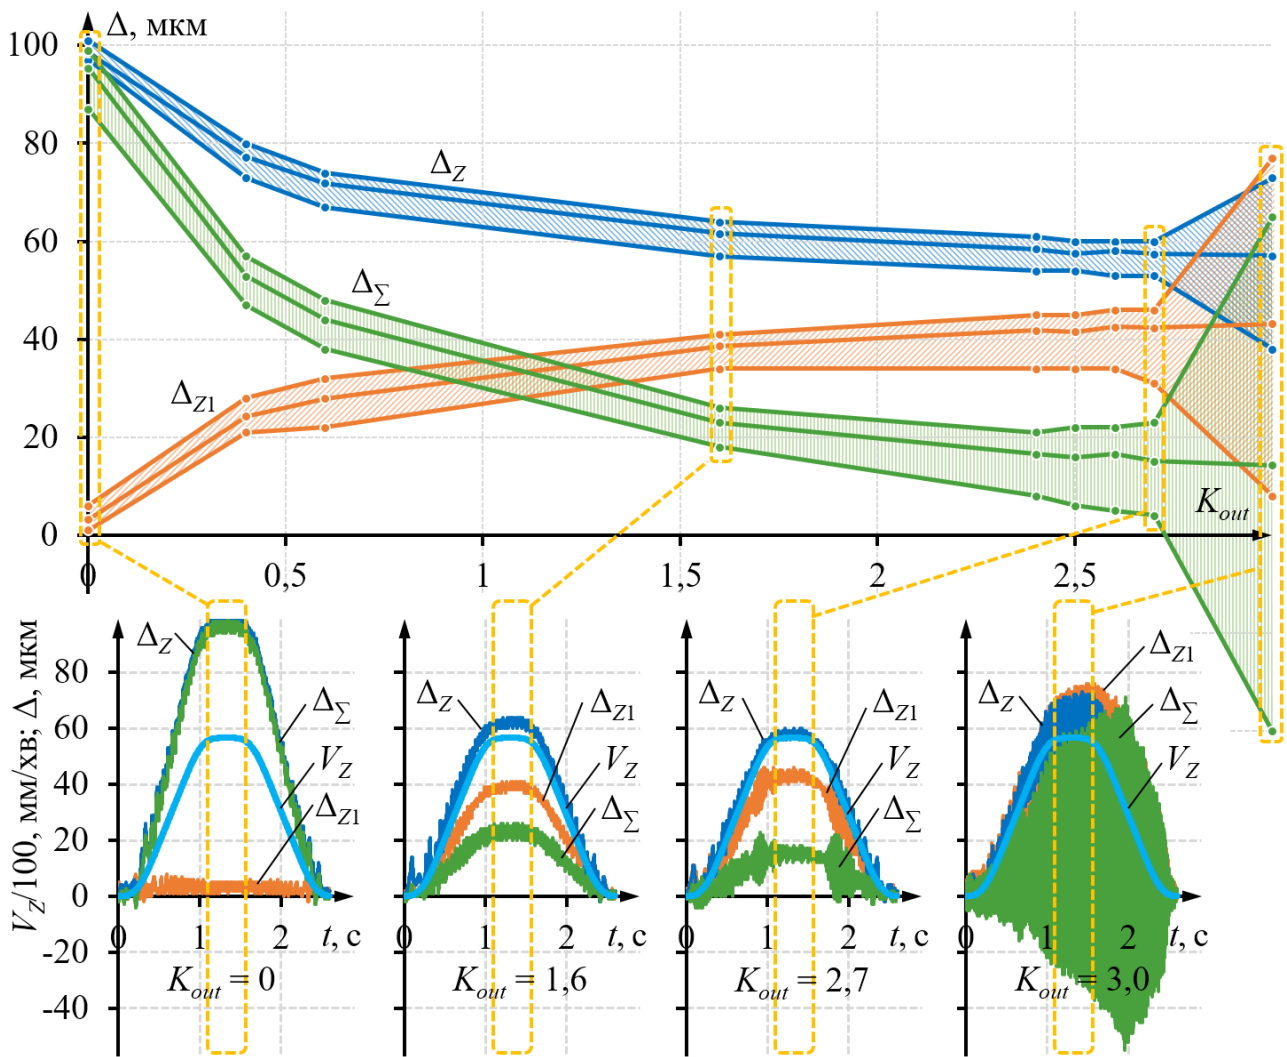 Δ, мкм
100
80
60
40
20
0
Δ_Z
Δ_Σ
Δ_Z1
K_out
0 0,5 1 1,5 2 2,5
V_Z/100, мм/хв; Δ, мкм
80
60
40
20
0
-20
-40
Δ_Z
Δ_Σ
V_Z
Δ_Z1
0 1 2 t, с
K_out = 0
Δ_Z
Δ_Z1
V_Z
Δ_Σ
0 1 2 t, с
K_out = 1,6
Δ_Z
Δ_Z1
V_Z
Δ_Σ
0 1 2 t, с
K_out = 2,7
Δ_Z1
Δ_Z
Δ_Σ
V_Z
0 1 2 t, с
K_out = 3,0